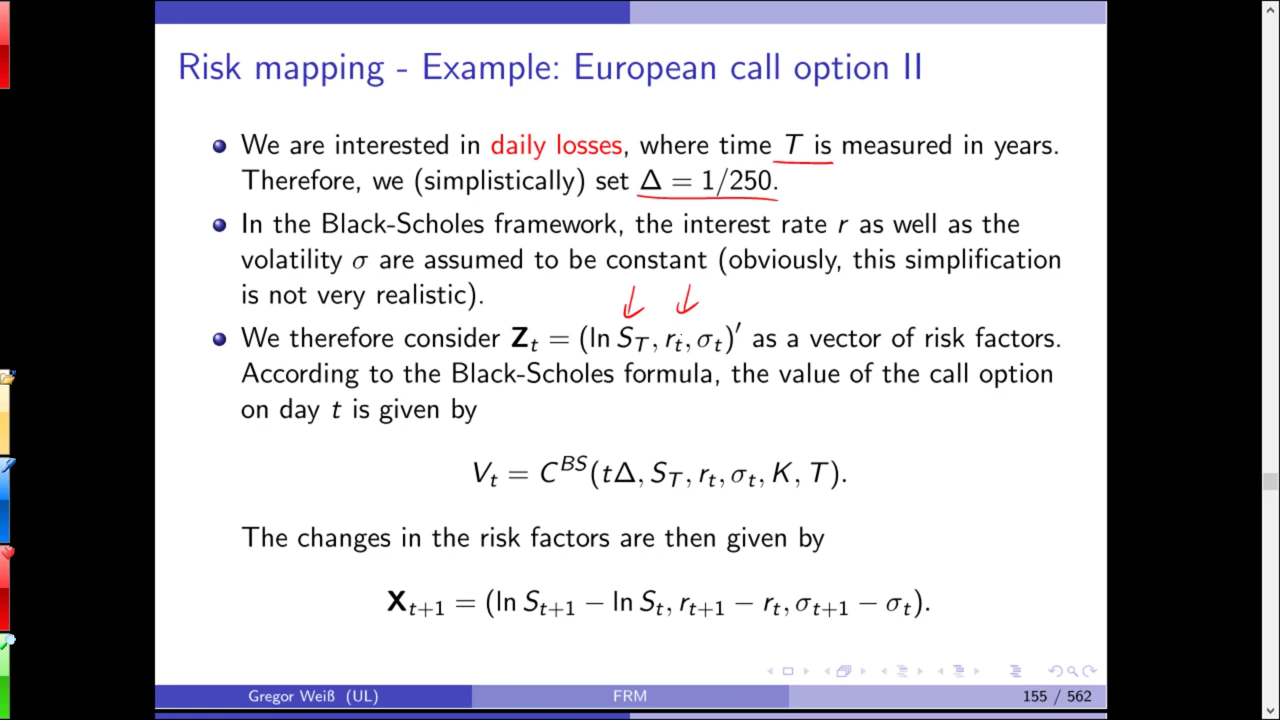 Risk mapping - Example: European call option II
We are interested in daily losses, where time T is measured in years.
Therefore, we (simplistically) set Δ = 1/250.
In the Black-Scholes framework, the interest rate r as well as the
volatility σ are assumed to be constant (obviously, this simplification
is not very realistic).
We therefore consider Z_t = (ln S_T, r_t, σ_t)′ as a vector of risk factors.
According to the Black-Scholes formula, the value of the call option
on day t is given by
V_t = C^{BS}(tΔ, S_T, r_t, σ_t, K, T).
The changes in the risk factors are then given by
X_{t+1} = (ln S_{t+1} − ln S_t, r_{t+1} − r_t, σ_{t+1} − σ_t).
Gregor Weiß (UL) FRM 155 / 562